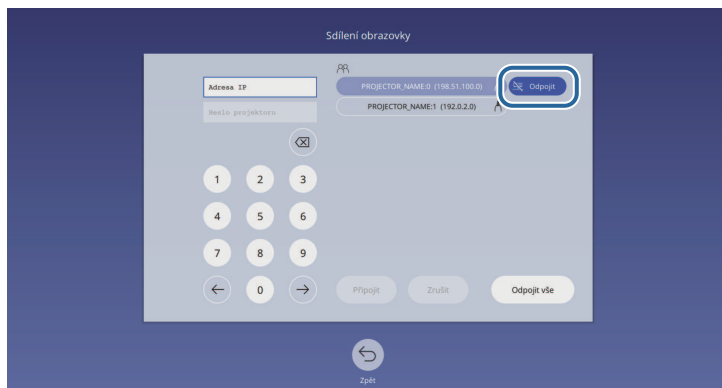 Sdílení obrazovky
Adresa IP
Heslo projektoru
PROJECTOR_NAME:0 (198.51.100.0)
Odpojit
PROJECTOR_NAME:1 (192.0.2.0)
1 2 3
4 5 6
7 8 9
0
Připojit Zrušit Odpojit vše
Zpět